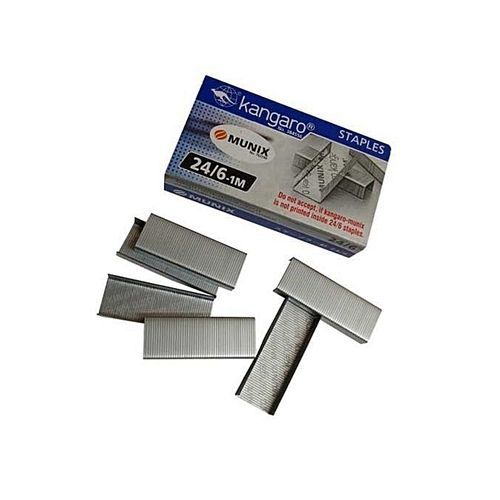 kangaro®
STAPLES
MUNIX
24/6-1M
Do not accept, if kangaro-munix
is not printed inside 24/6 staples.
MUNIX
24/6